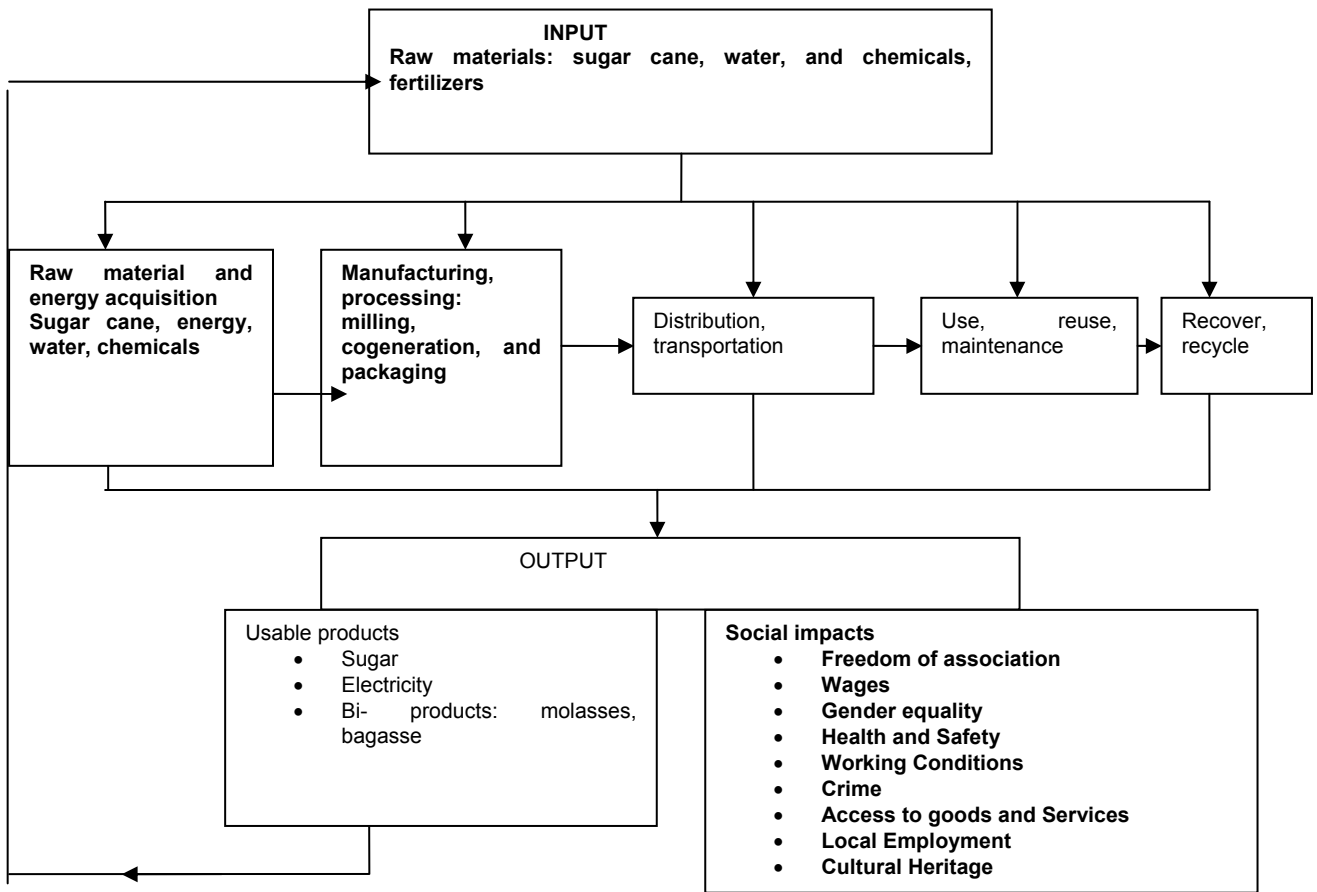 INPUT
Raw materials: sugar cane, water, and chemicals,
fertilizers
Raw material and
energy acquisition
Sugar cane, energy,
water, chemicals
Manufacturing,
processing:
milling,
cogeneration, and
packaging
Distribution,
transportation
Use, reuse,
maintenance
Recover,
recycle
OUTPUT
Usable products
• Sugar
• Electricity
• Bi- products: molasses,
bagasse
Social impacts
• Freedom of association
• Wages
• Gender equality
• Health and Safety
• Working Conditions
• Crime
• Access to goods and Services
• Local Employment
• Cultural Heritage